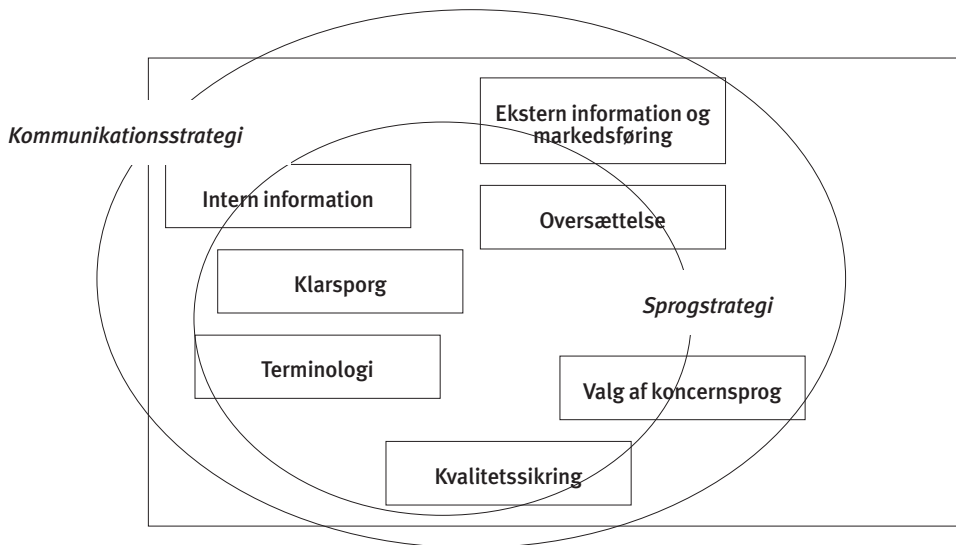 Ekstern information og
markedsføring
Kommunikationsstrategi
Intern information
Oversættelse
Klarsporg
Sprogstrategi
Terminologi
Valg af koncernsprog
Kvalitetssikring